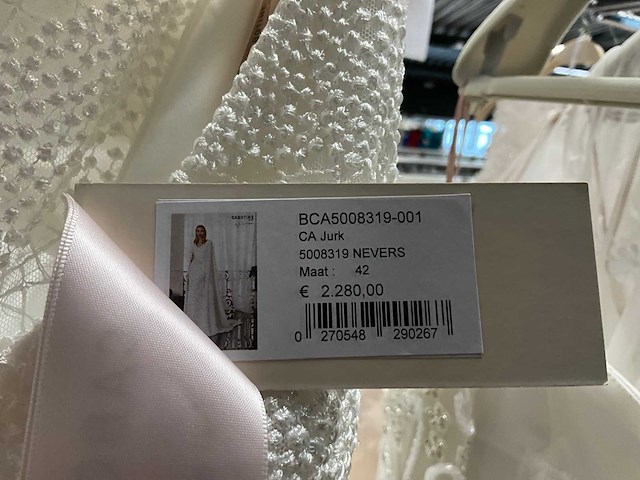 BCA5008319-001
CA Jurk
5008319 NEVERS
Maat : 42
€ 2.280,00
0 270548 290267